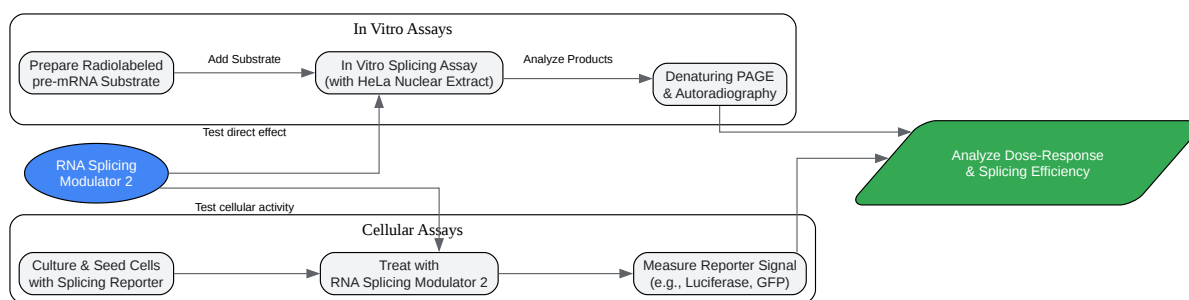 In Vitro Assays
Prepare Radiolabeled
pre-mRNA Substrate
Add Substrate
In Vitro Splicing Assay
(with HeLa Nuclear Extract)
Analyze Products
Denaturing PAGE
& Autoradiography
Test direct effect
RNA Splicing
Modulator 2
Analyze Dose-Response
& Splicing Efficiency
Test cellular activity
Cellular Assays
Culture & Seed Cells
with Splicing Reporter
Treat with
RNA Splicing Modulator 2
Measure Reporter Signal
(e.g., Luciferase, GFP)